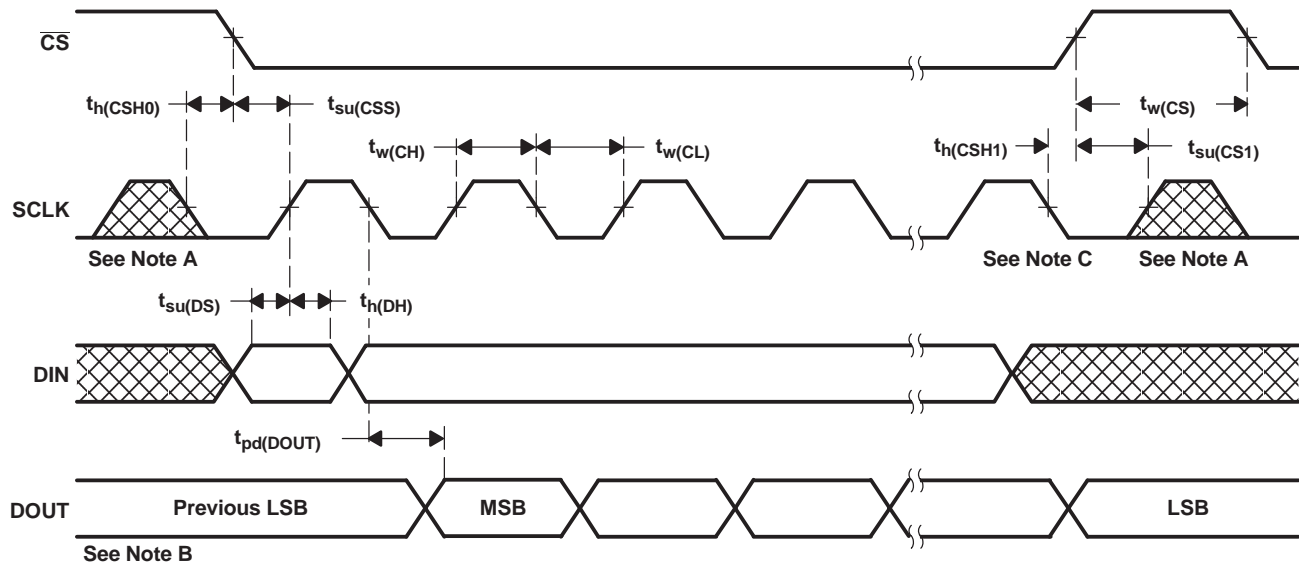 CS
th(CSH0)
tsu(CSS)
tw(CS)
tw(CH)
tw(CL)
th(CSH1)
tsu(CS1)
SCLK
See Note A
See Note C
See Note A
tsu(DS)
th(DH)
DIN
tpd(DOUT)
DOUT
Previous LSB
MSB
LSB
See Note B